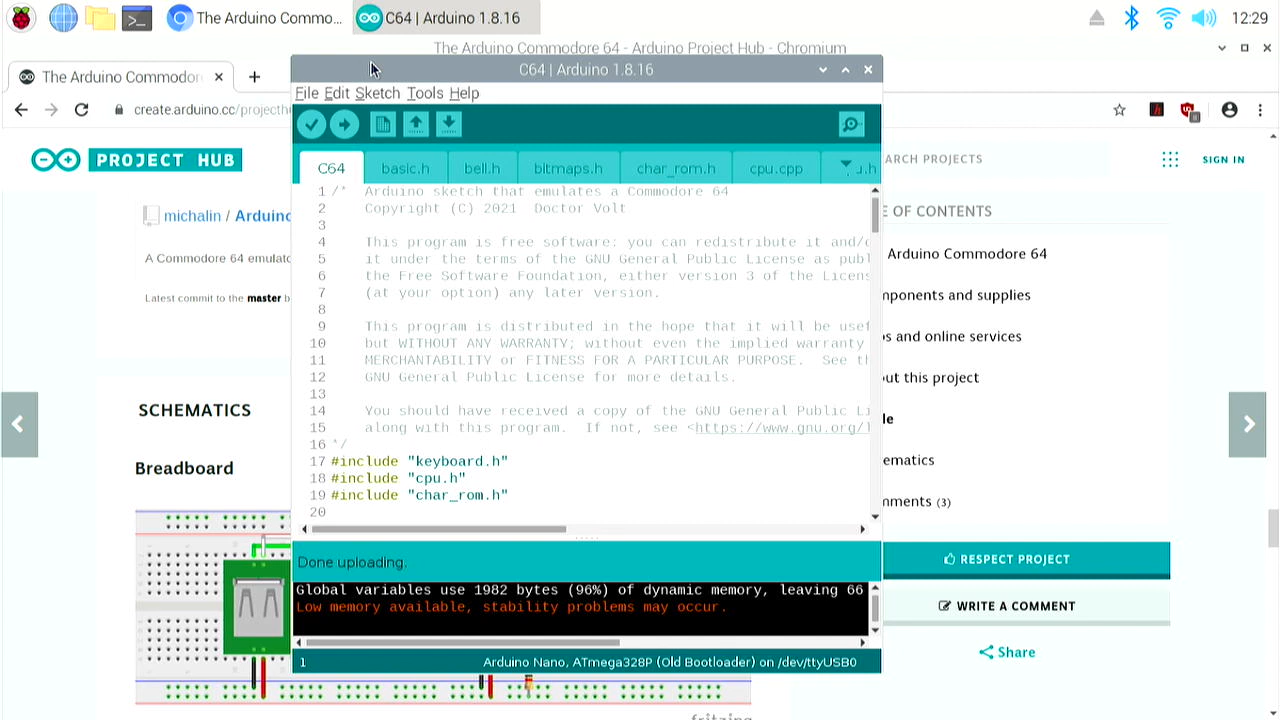 The Arduino Commo...
C64 | Arduino 1.8.16
12:29
The Arduino Commodore 64 - Arduino Project Hub - Chromium
The Arduino Commodor
C64 | Arduino 1.8.16
create.arduino.cc/projecth
File Edit Sketch Tools Help
PROJECT HUB
ARCH PROJECTS
SIGN IN
C64
basic.h
bell.h
bitmaps.h
char_rom.h
cpu.cpp
u.h
michalin / Arduino
A Commodore 64 emulato
Latest commit to the master b
1 /* Arduino sketch that emulates a Commodore 64
2 Copyright (C) 2021 Doctor Volt
3
4 This program is free software: you can redistribute it and/o
5 it under the terms of the GNU General Public License as publ
6 the Free Software Foundation, either version 3 of the Licens
7 (at your option) any later version.
8
9 This program is distributed in the hope that it will be usef
10 but WITHOUT ANY WARRANTY; without even the implied warranty
11 MERCHANTABILITY or FITNESS FOR A PARTICULAR PURPOSE. See th
12 GNU General Public License for more details.
13
14 You should have received a copy of the GNU General Public Li
15 along with this program. If not, see <https://www.gnu.org/l
16 */
17 #include "keyboard.h"
18 #include "cpu.h"
19 #include "char_rom.h"
20
SCHEMATICS
Breadboard
Done uploading.
Global variables use 1982 bytes (96%) of dynamic memory, leaving 66
Low memory available, stability problems may occur.
1
Arduino Nano, ATmega328P (Old Bootloader) on /dev/ttyUSB0
E OF CONTENTS
Arduino Commodore 64
mponents and supplies
s and online services
out this project
de
ematics
mments (3)
RESPECT PROJECT
WRITE A COMMENT
Share
fritzing